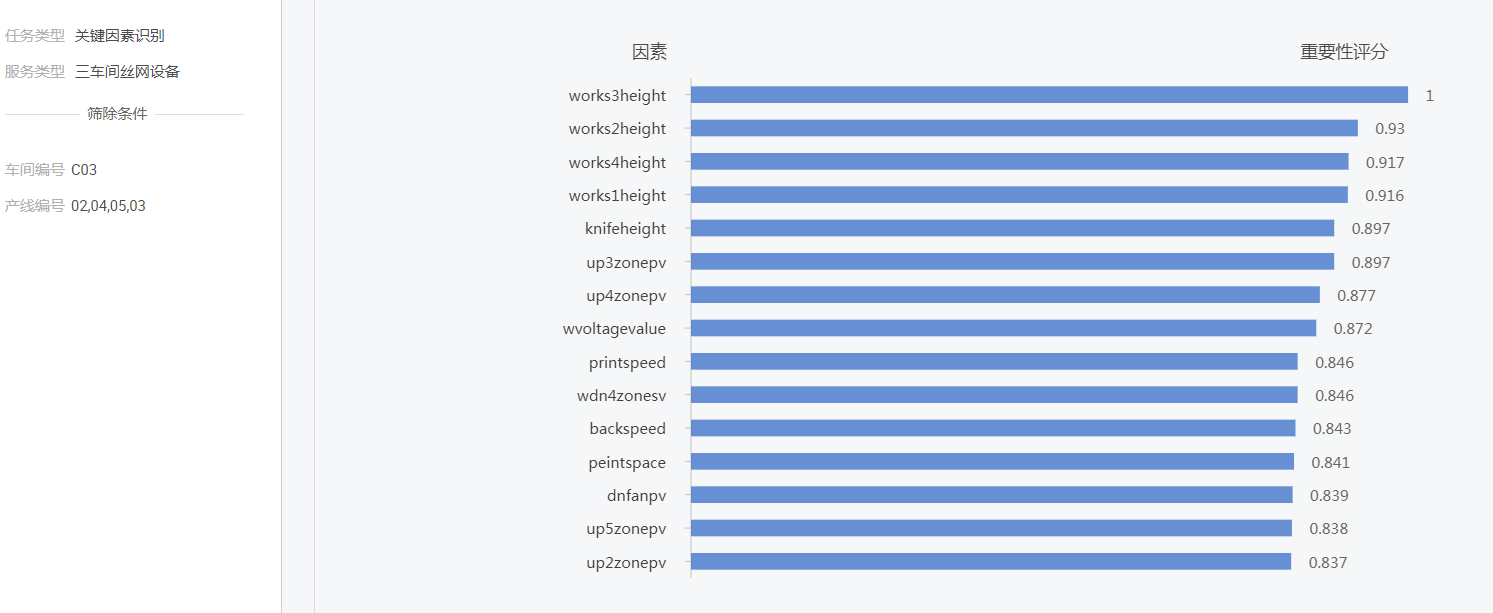 任务类型 关键因素识别
服务类型 三车间丝网设备
筛除条件
车间编号 C03
产线编号 02,04,05,03
因素 重要性评分
works3height 1
works2height 0.93
works4height 0.917
works1height 0.916
knifeheight 0.897
up3zonepv 0.897
up4zonepv 0.877
wvoltagevalue 0.872
printspeed 0.846
wdn4zonesv 0.846
backspeed 0.843
peintspace 0.841
dnfanpv 0.839
up5zonepv 0.838
up2zonepv 0.837